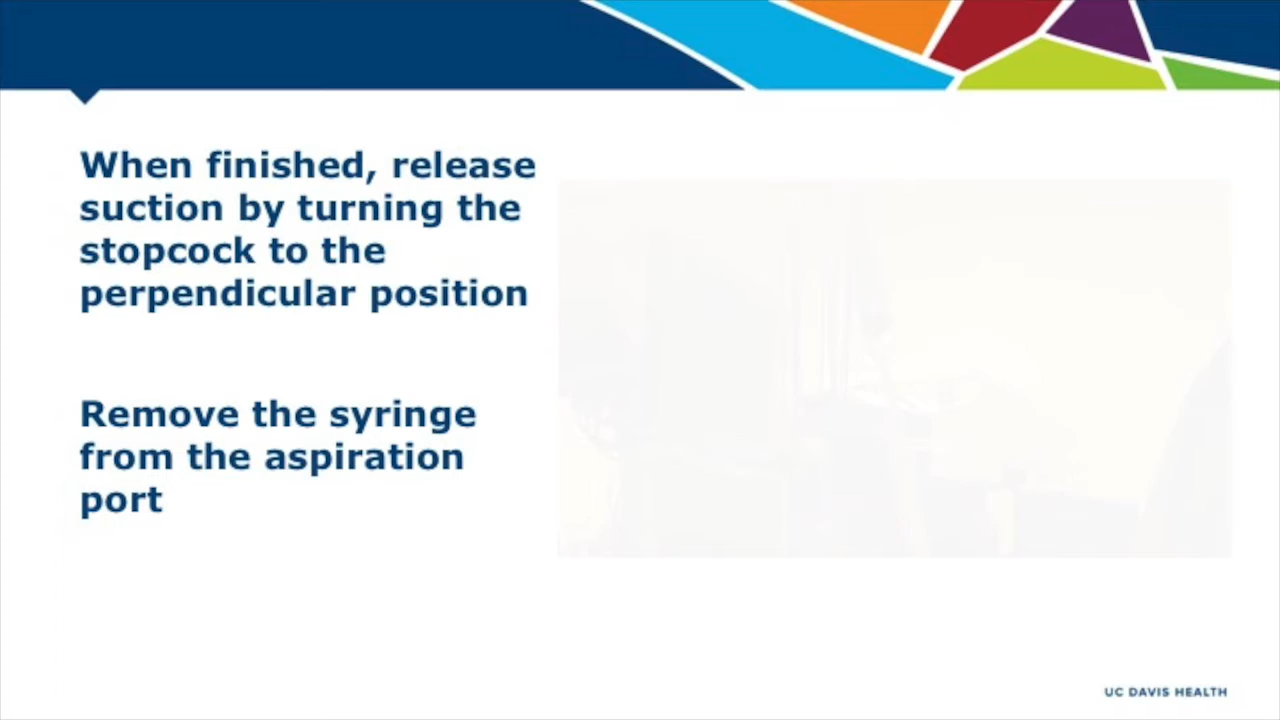 When finished, release
suction by turning the
stopcock to the
perpendicular position
Remove the syringe
from the aspiration
port
UC DAVIS HEALTH